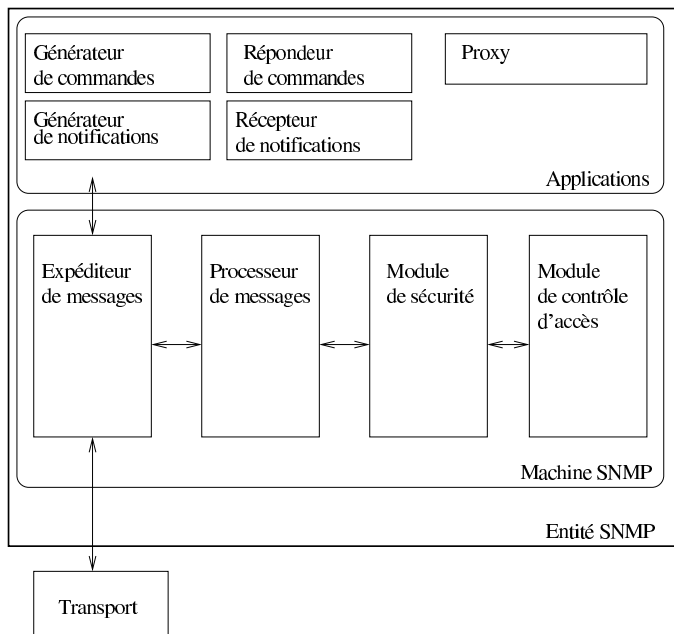 Générateur
de commandes
Répondeur
de commandes
Proxy
Générateur
de notifications
Récepteur
de notifications
Applications
Expéditeur
de messages
Processeur
de messages
Module
de sécurité
Module
de contrôle
d'accès
Machine SNMP
Entité SNMP
Transport